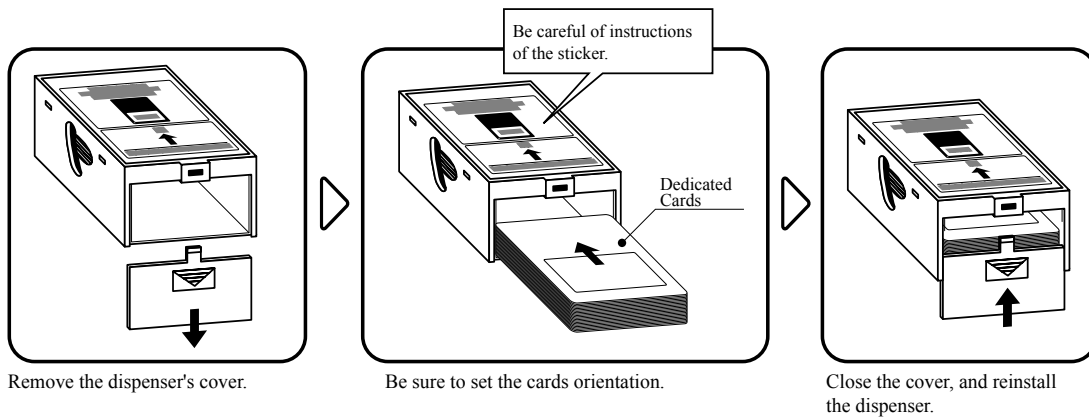 Be careful of instructions
of the sticker.
Dedicated
Cards
Remove the dispenser's cover.
Be sure to set the cards orientation.
Close the cover, and reinstall
the dispenser.